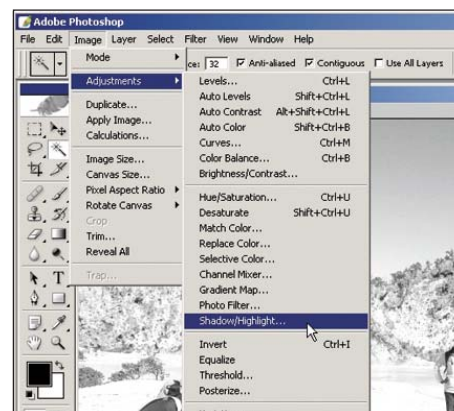 Adobe Photoshop
File Edit Image Layer Select Filter View Window Help
ce: 32 Anti-aliased Contiguous Use All Layers
Mode
Adjustments
Duplicate...
Apply Image...
Calculations...
Image Size...
Canvas Size...
Pixel Aspect Ratio
Rotate Canvas
Crop
Trim...
Reveal All
Trap...
Levels... Ctrl+L
Auto Levels Shift+Ctrl+L
Auto Contrast Alt+Shift+Ctrl+L
Auto Color Shift+Ctrl+B
Curves... Ctrl+M
Color Balance... Ctrl+B
Brightness/Contrast...
Hue/Saturation... Ctrl+U
Desaturate Shift+Ctrl+U
Match Color...
Replace Color...
Selective Color...
Channel Mixer...
Gradient Map...
Photo Filter...
Shadow/Highlight...
Invert Ctrl+I
Equalize
Threshold...
Posterize...